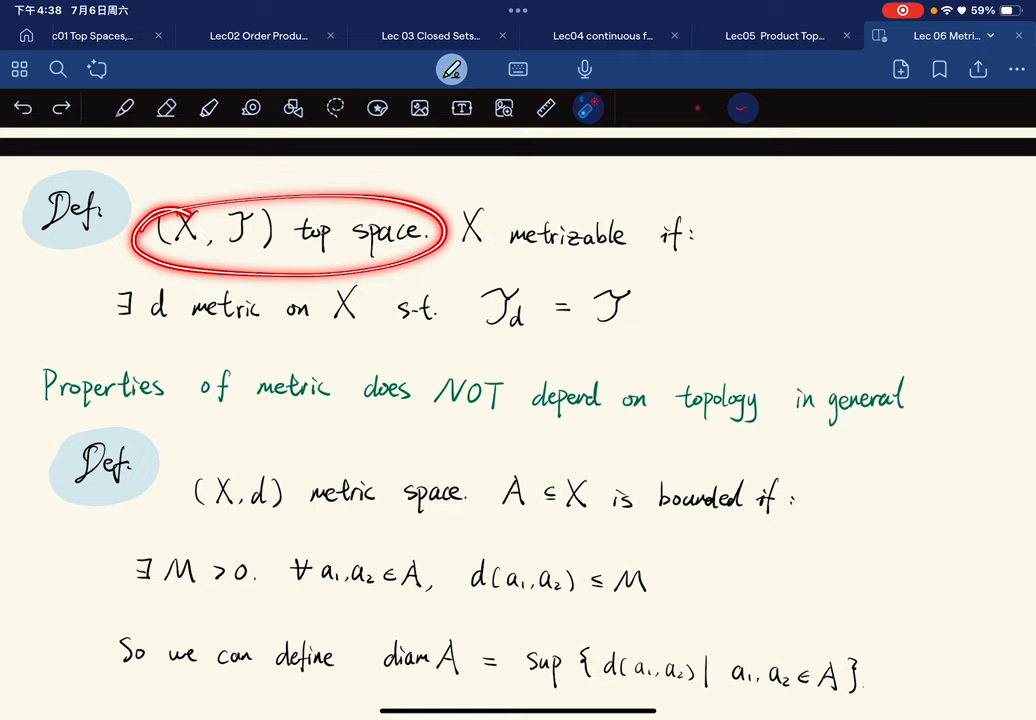 下午4:38 7月6日周六
59%
c01 Top Spaces,... Lec02 Order Produ... Lec 03 Closed Sets... Lec04 continuous f... Lec05 Product Top... Lec 06 Metri...
Def. (X, 𝒯) top space. X metrizable if:
∃ d metric on X s.t. 𝒯_d = 𝒯
Properties of metric does NOT depend on topology in general
Def. (X,d) metric space. A ⊆ X is bounded if:
∃ M > 0. ∀ a₁,a₂ ∈ A, d(a₁,a₂) ≤ M
So we can define diam A = sup { d(a₁,a₂) | a₁, a₂ ∈ A }.